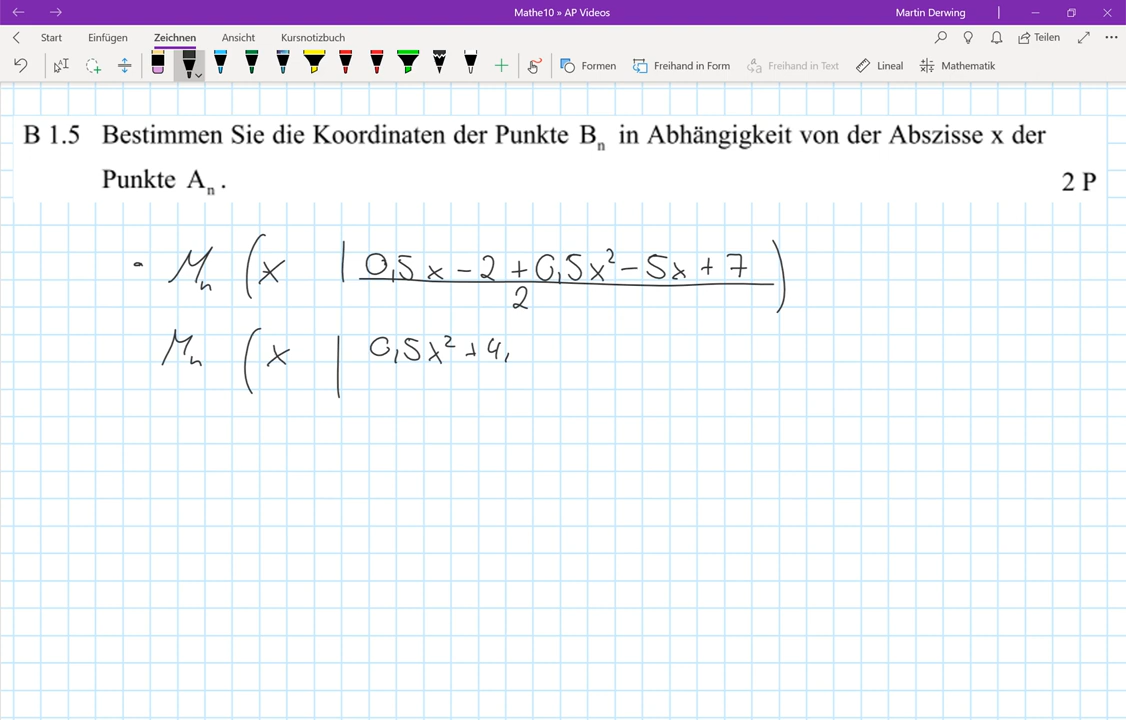 Mathe10 » AP Videos
Martin Derwing
Start Einfügen Zeichnen Ansicht Kursnotizbuch
Teilen
Formen Freihand in Form Freihand in Text Lineal Mathematik
B 1.5 Bestimmen Sie die Koordinaten der Punkte Bn in Abhängigkeit von der Abszisse x der
Punkte An .
2 P
· Mn (x | 0,5x - 2 + 0,5x² - 5x + 7 / 2)
Mn (x | 0,5x² + 4,